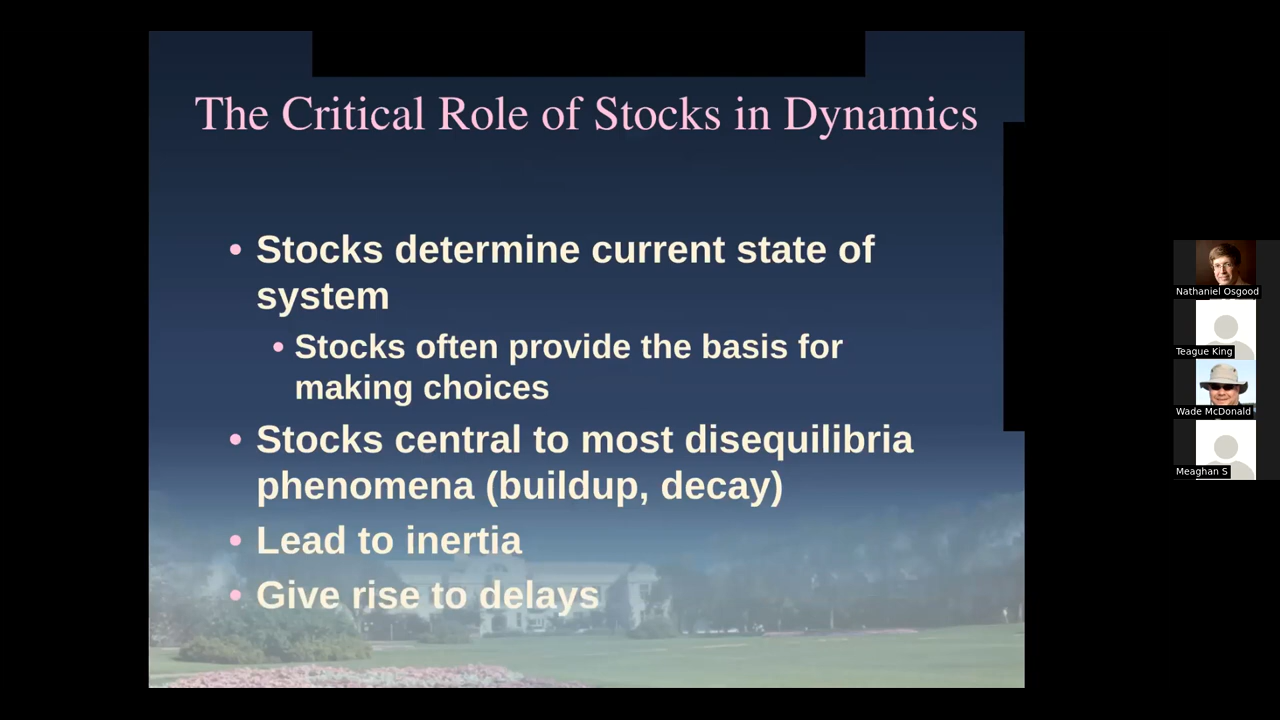 The Critical Role of Stocks in Dynamics
• Stocks determine current state of
system
• Stocks often provide the basis for
making choices
• Stocks central to most disequilibria
phenomena (buildup, decay)
• Lead to inertia
• Give rise to delays
Nathaniel Osgood
Teague King
Wade McDonald
Meaghan S